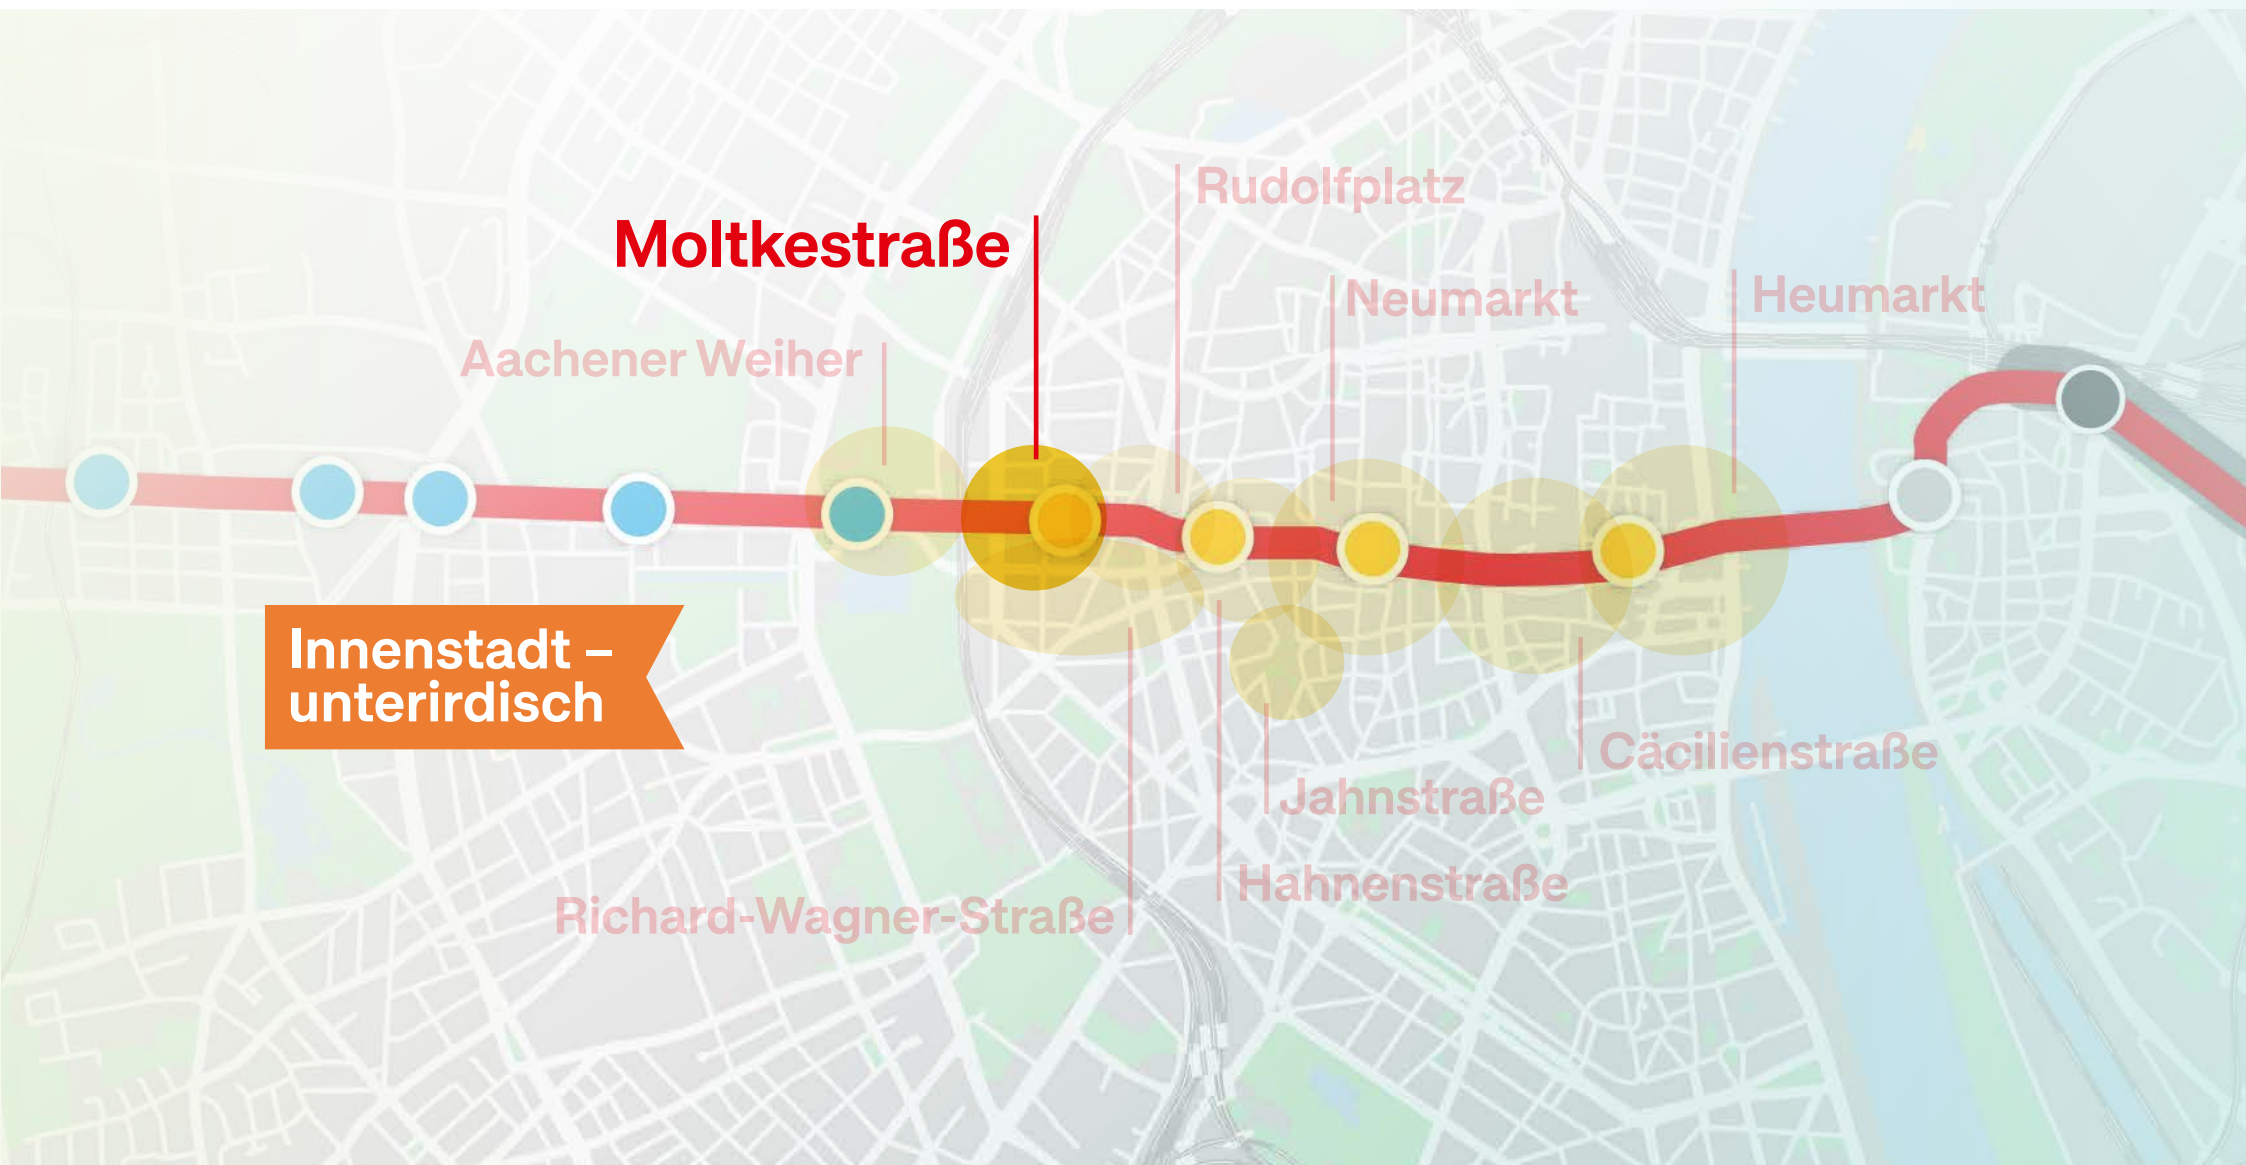 Rudolfplatz
Moltkestraße
Neumarkt
Heumarkt
Aachener Weiher
Innenstadt –
unterirdisch
Cäcilienstraße
Jahnstraße
Hahnenstraße
Richard-Wagner-Straße